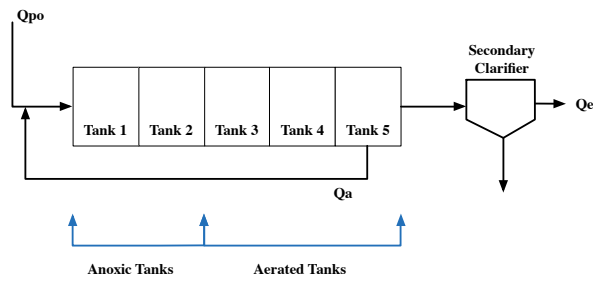 Qpo
Secondary
Clarifier
Tank 1 Tank 2 Tank 3 Tank 4 Tank 5
Qe
Qa
Anoxic Tanks Aerated Tanks